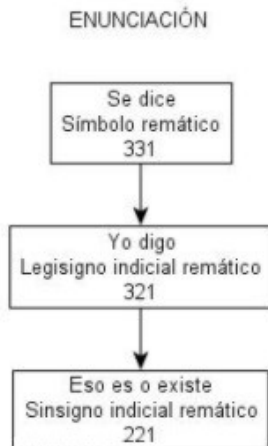 ENUNCIACIÓN
Se dice
Símbolo remático
331
Yo digo
Legisigno indicial remático
321
Eso es o existe
Sinsigno indicial remático
221